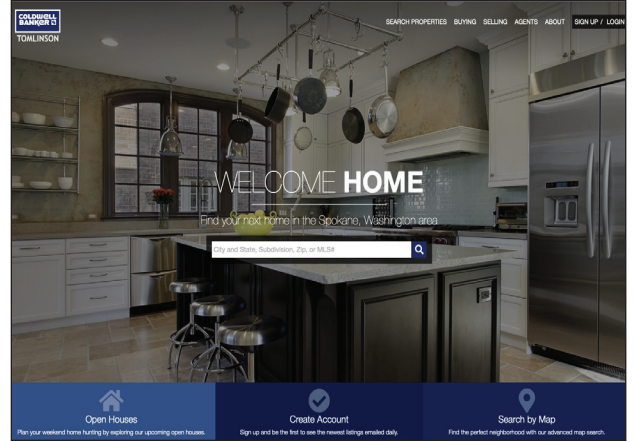 COLDWELL
BANKER
TOMLINSON
SEARCH PROPERTIES BUYING SELLING AGENTS ABOUT SIGN UP / LOGIN
WELCOME HOME
Find your next home in the Spokane, Washington area
City and State, Subdivision, Zip, or MLS#
Open Houses
Plan your weekend home hunting by exploring our upcoming open houses.
Create Account
Sign up and be the first to see the newest listings emailed daily.
Search by Map
Find the perfect neighborhood with our advanced map search.